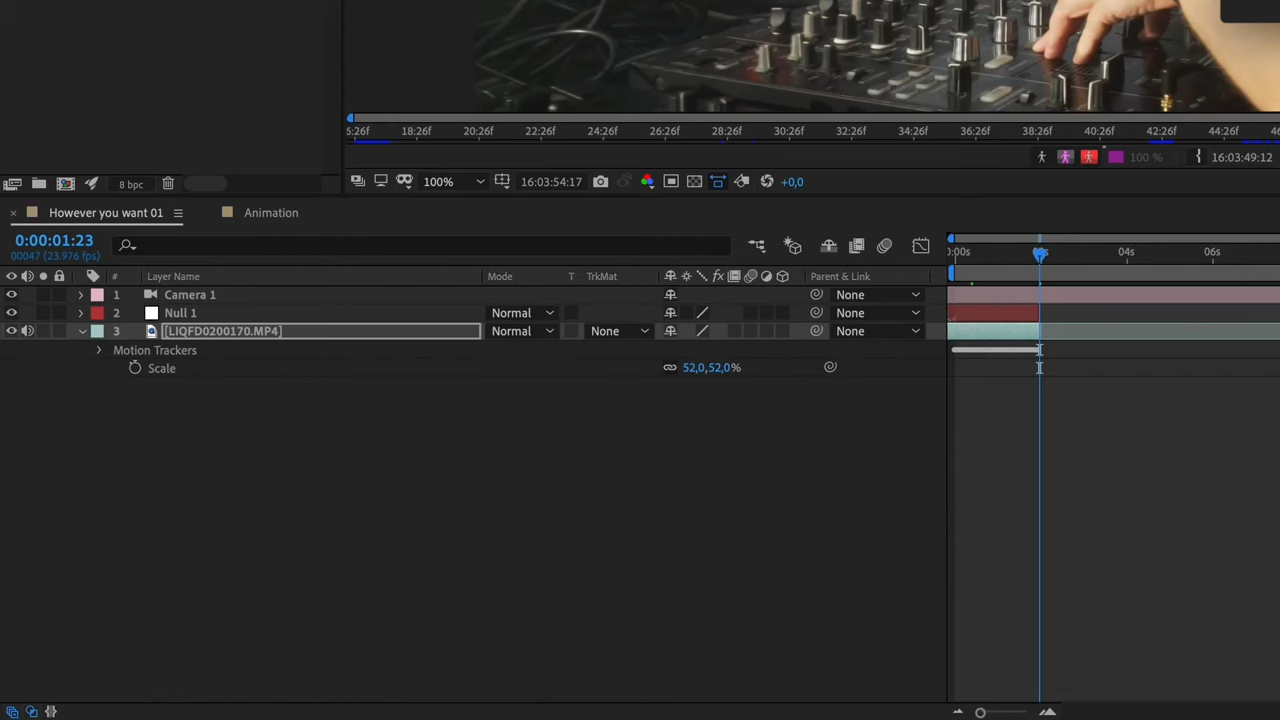 5:26f 18:26f 20:26f 22:26f 24:26f 26:26f 28:26f 30:26f 32:26f 34:26f 36:26f 38:26f 40:26f 42:26f 44:26f 46
100 % 16:03:49:12
8 bpc 100% 16:03:54:17 +0,0
× However you want 01 Animation
0:00:01:23
00047 (23.976 fps)
):00s 04s 06s
# Layer Name Mode T TrkMat fx Parent & Link
1 Camera 1 None
2 Null 1 Normal None
3 [LIQFD0200170.MP4] Normal None None
Motion Trackers
Scale 52,0,52,0%